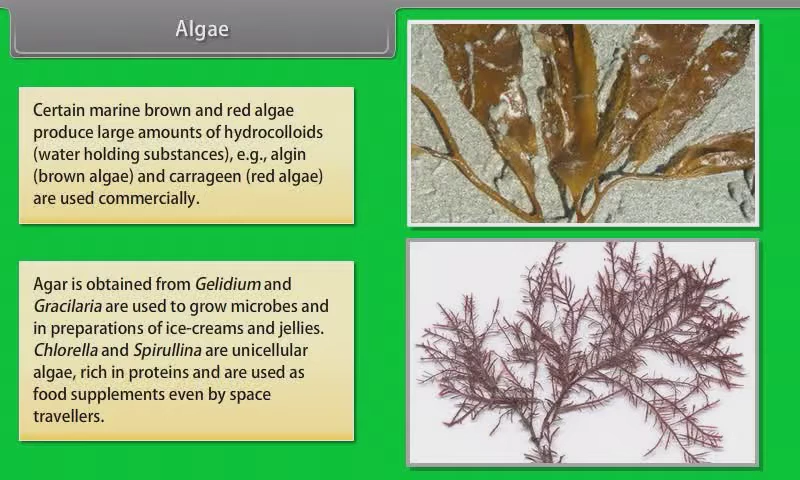 Algae
Certain marine brown and red algae
produce large amounts of hydrocolloids
(water holding substances), e.g., algin
(brown algae) and carrageen (red algae)
are used commercially.
Agar is obtained from Gelidium and
Gracilaria are used to grow microbes and
in preparations of ice-creams and jellies.
Chlorella and Spirullina are unicellular
algae, rich in proteins and are used as
food supplements even by space
travellers.